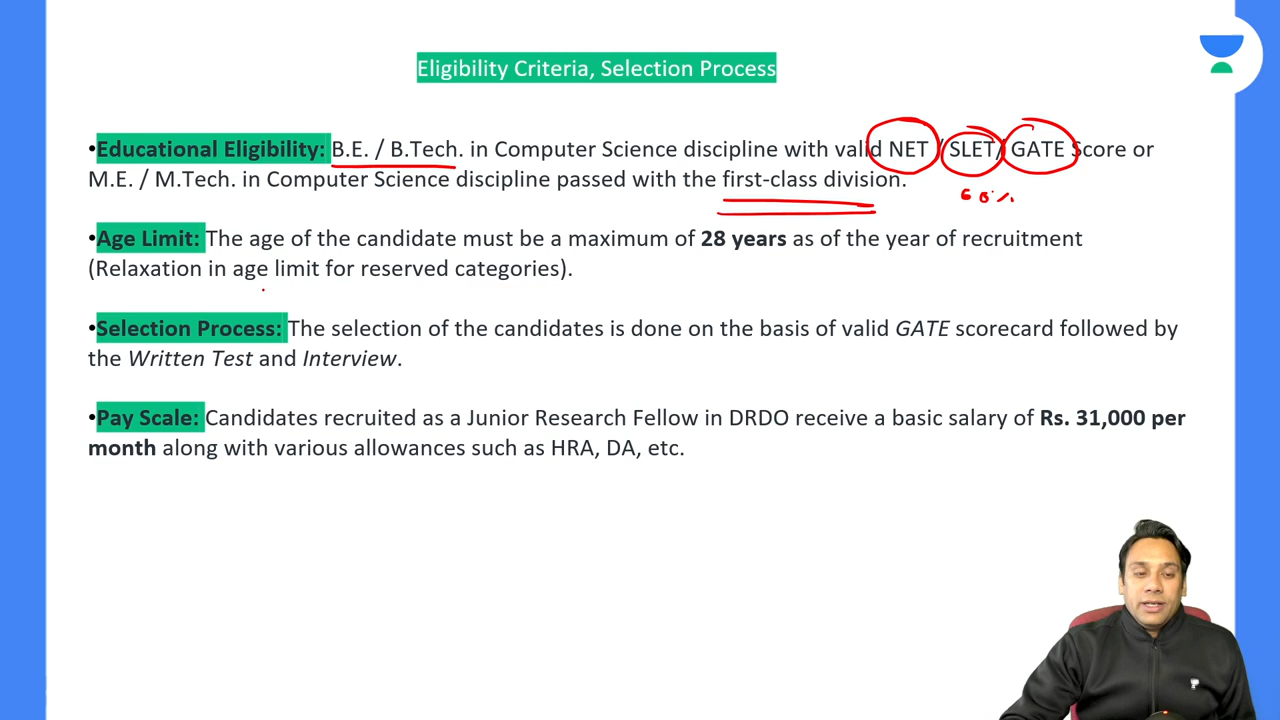 Eligibility Criteria, Selection Process
•Educational Eligibility: B.E. / B.Tech. in Computer Science discipline with valid NET /SLET/ GATE Score or
M.E. / M.Tech. in Computer Science discipline passed with the first-class division.
60%
•Age Limit: The age of the candidate must be a maximum of 28 years as of the year of recruitment
(Relaxation in age limit for reserved categories).
•Selection Process: The selection of the candidates is done on the basis of valid GATE scorecard followed by
the Written Test and Interview.
•Pay Scale: Candidates recruited as a Junior Research Fellow in DRDO receive a basic salary of Rs. 31,000 per
month along with various allowances such as HRA, DA, etc.